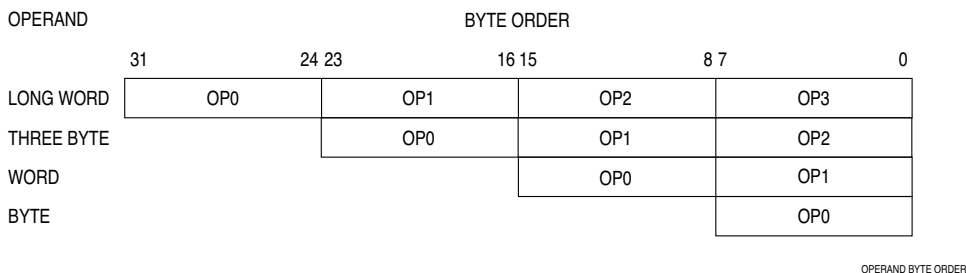 OPERAND BYTE ORDER
31 24 23 16 15 8 7 0
LONG WORD OP0 OP1 OP2 OP3
THREE BYTE OP0 OP1 OP2
WORD OP0 OP1
BYTE OP0
OPERAND BYTE ORDER